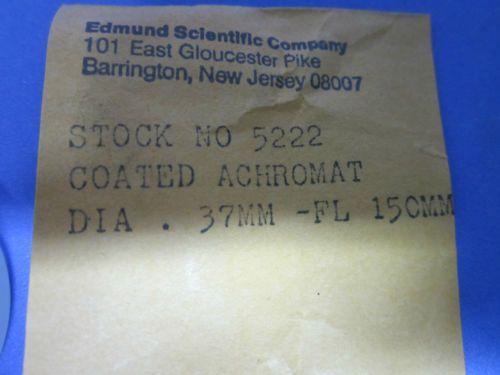 Edmund Scientific Company
101 East Gloucester Pike
Barrington, New Jersey 08007
STOCK NO 5222
COATED ACHROMAT
DIA . 37MM -FL 150MM